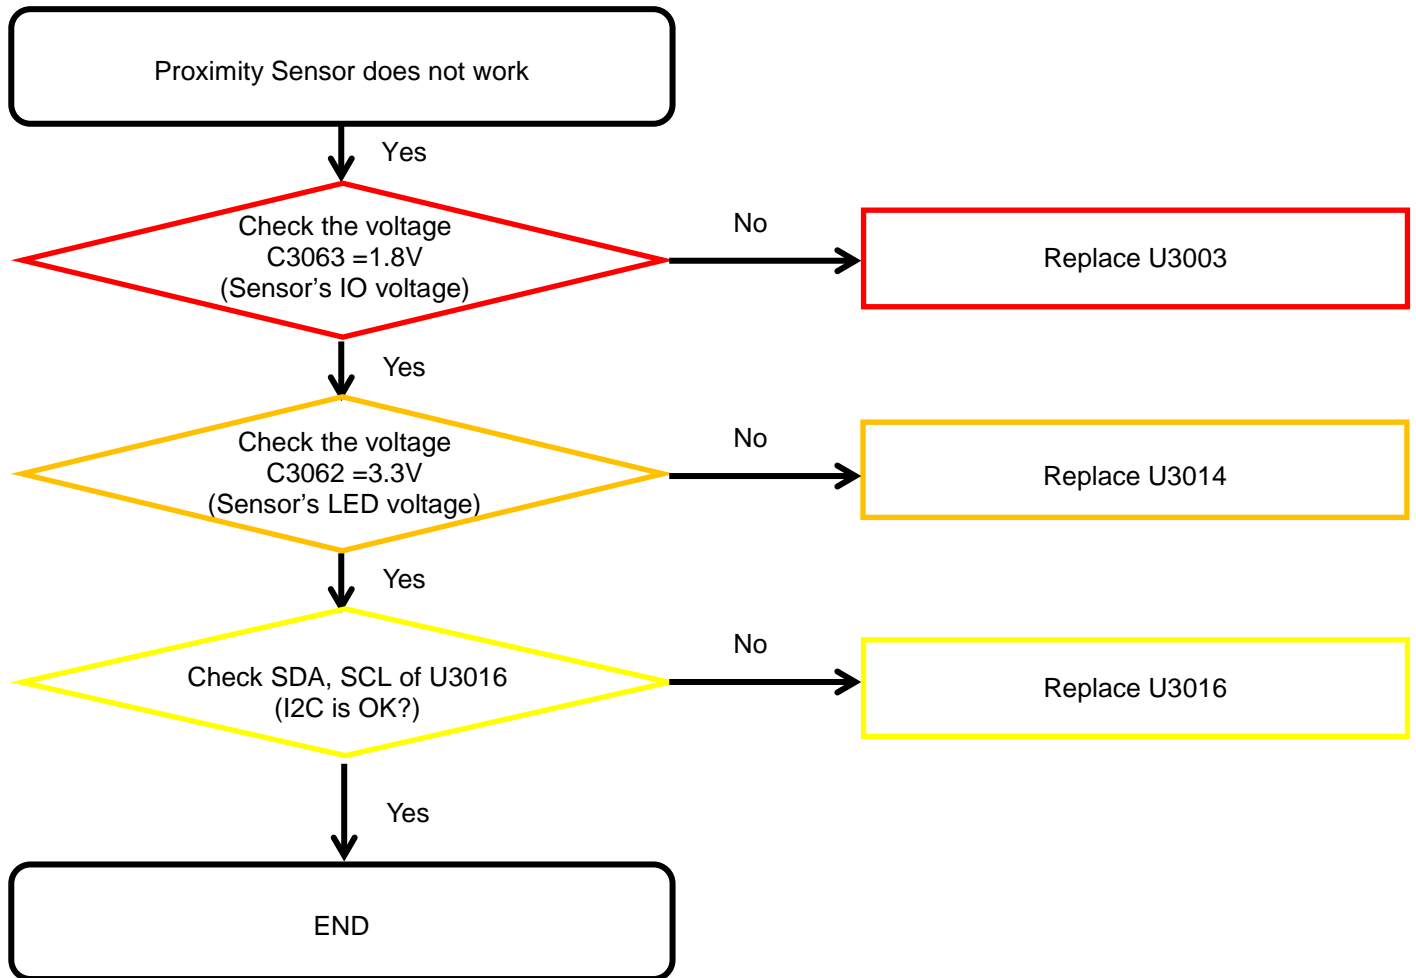 Proximity Sensor does not work
Yes
Check the voltage
C3063 =1.8V
(Sensor’s IO voltage)
No
Replace U3003
Yes
Check the voltage
C3062 =3.3V
(Sensor’s LED voltage)
No
Replace U3014
Yes
Check SDA, SCL of U3016
(I2C is OK?)
No
Replace U3016
Yes
END